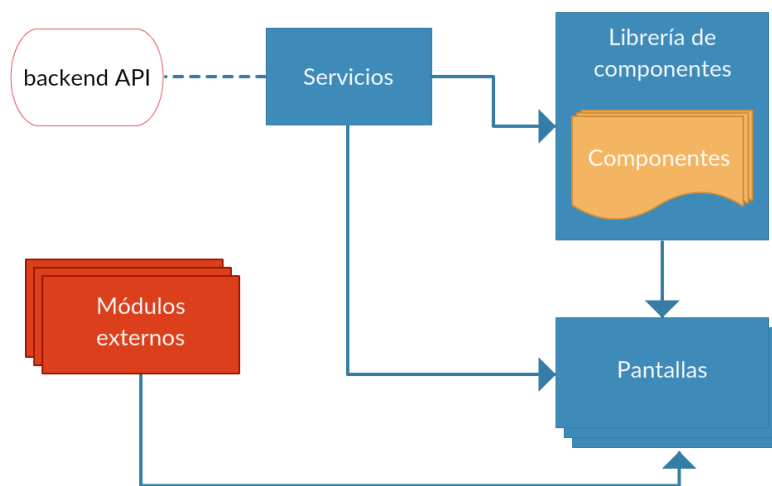 backend API
Servicios
Librería de
componentes
Componentes
Módulos
externos
Pantallas